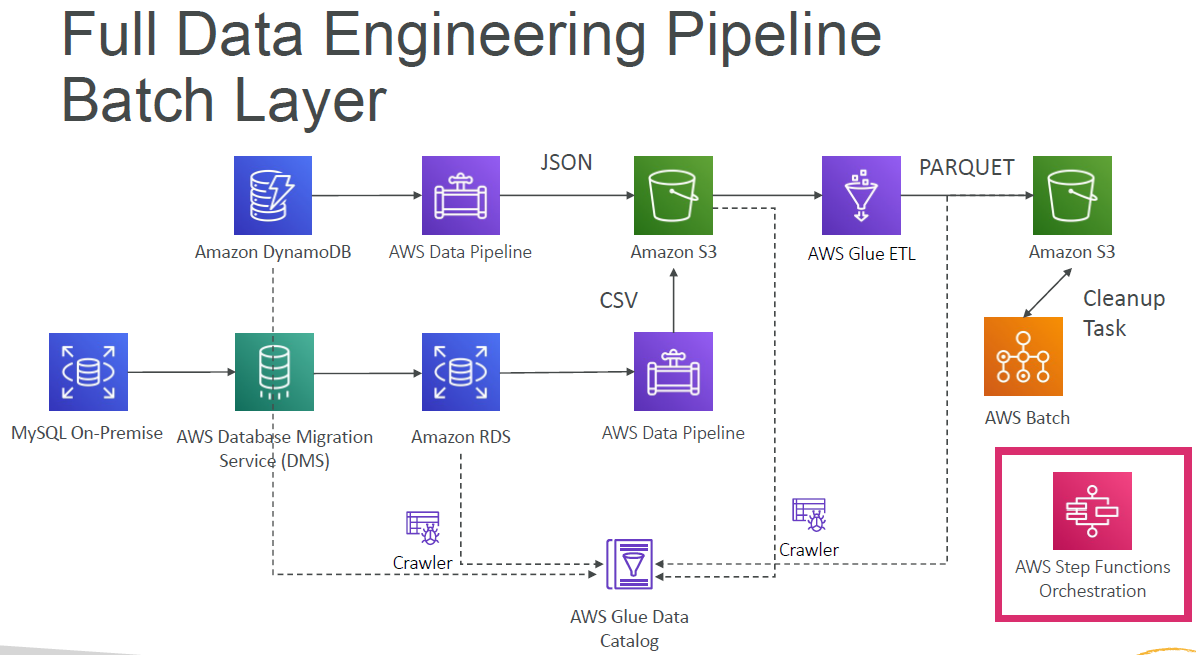 Full Data Engineering Pipeline
Batch Layer
JSON
PARQUET
Amazon DynamoDB
AWS Data Pipeline
Amazon S3
AWS Glue ETL
Amazon S3
CSV
Cleanup
Task
MySQL On-Premise
AWS Database Migration
Service (DMS)
Amazon RDS
AWS Data Pipeline
AWS Batch
Crawler
Crawler
AWS Step Functions
Orchestration
AWS Glue Data
Catalog